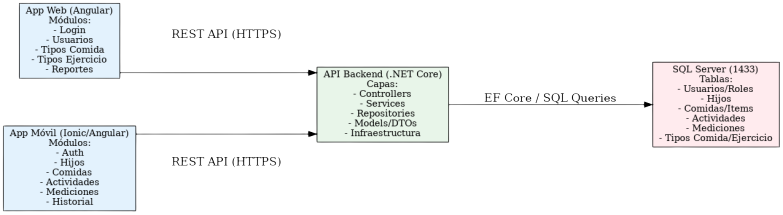 App Web (Angular)
Módulos:
- Login
- Usuarios
- Tipos Comida
- Tipos Ejercicio
- Reportes
REST API (HTTPS)
API Backend (.NET Core)
Capas:
- Controllers
- Services
- Repositories
- Models/DTOs
- Infraestructura
EF Core / SQL Queries
SQL Server (1433)
Tablas:
- Usuarios/Roles
- Hijos
- Comidas/Items
- Actividades
- Mediciones
- Tipos Comida/Ejercicio
App Móvil (Ionic/Angular)
Módulos:
- Auth
- Hijos
- Comidas
- Actividades
- Mediciones
- Historial
REST API (HTTPS)